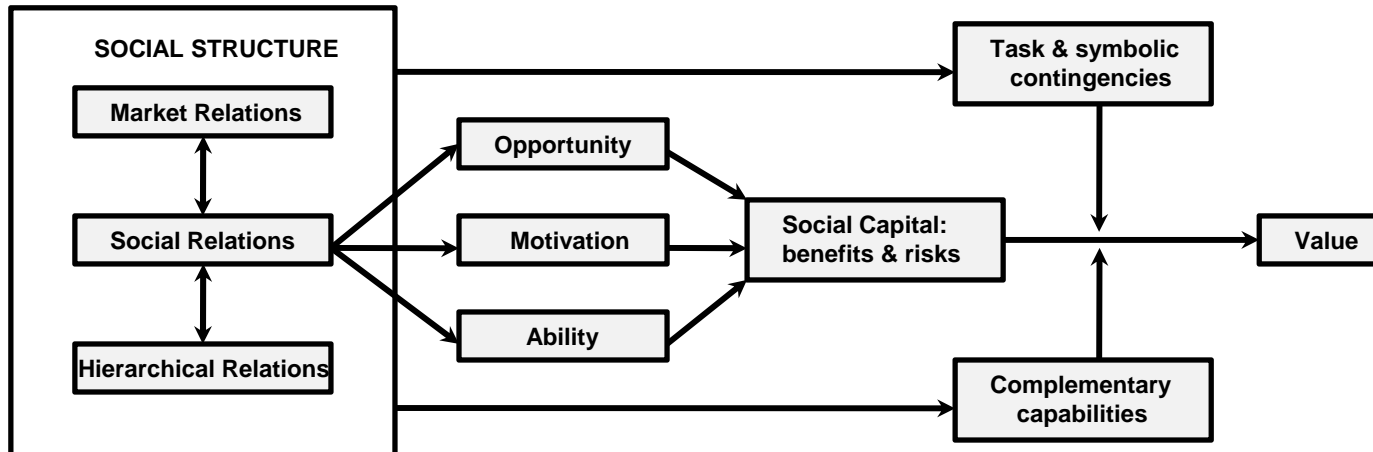 SOCIAL STRUCTURE
Market Relations
Social Relations
Hierarchical Relations
Opportunity
Motivation
Ability
Social Capital:
benefits & risks
Task & symbolic
contingencies
Complementary
capabilities
Value